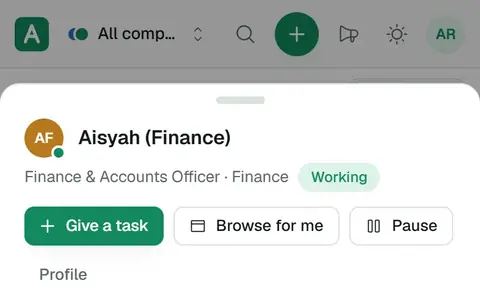 A All comp... AR
AF Aisyah (Finance)
Finance & Accounts Officer · Finance Working
Give a task Browse for me Pause
Profile